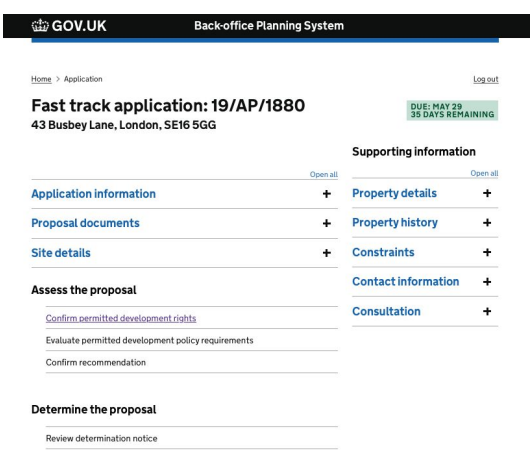 GOV.UK Back-office Planning System
Home > Application Log out
Fast track application: 19/AP/1880
43 Busbey Lane, London, SE16 5GG
DUE: MAY 29
35 DAYS REMAINING
Open all
Application information +
Proposal documents +
Site details +
Assess the proposal
Confirm permitted development rights
Evaluate permitted development policy requirements
Confirm recommendation
Determine the proposal
Review determination notice
Supporting information
Open all
Property details +
Property history +
Constraints +
Contact information +
Consultation +